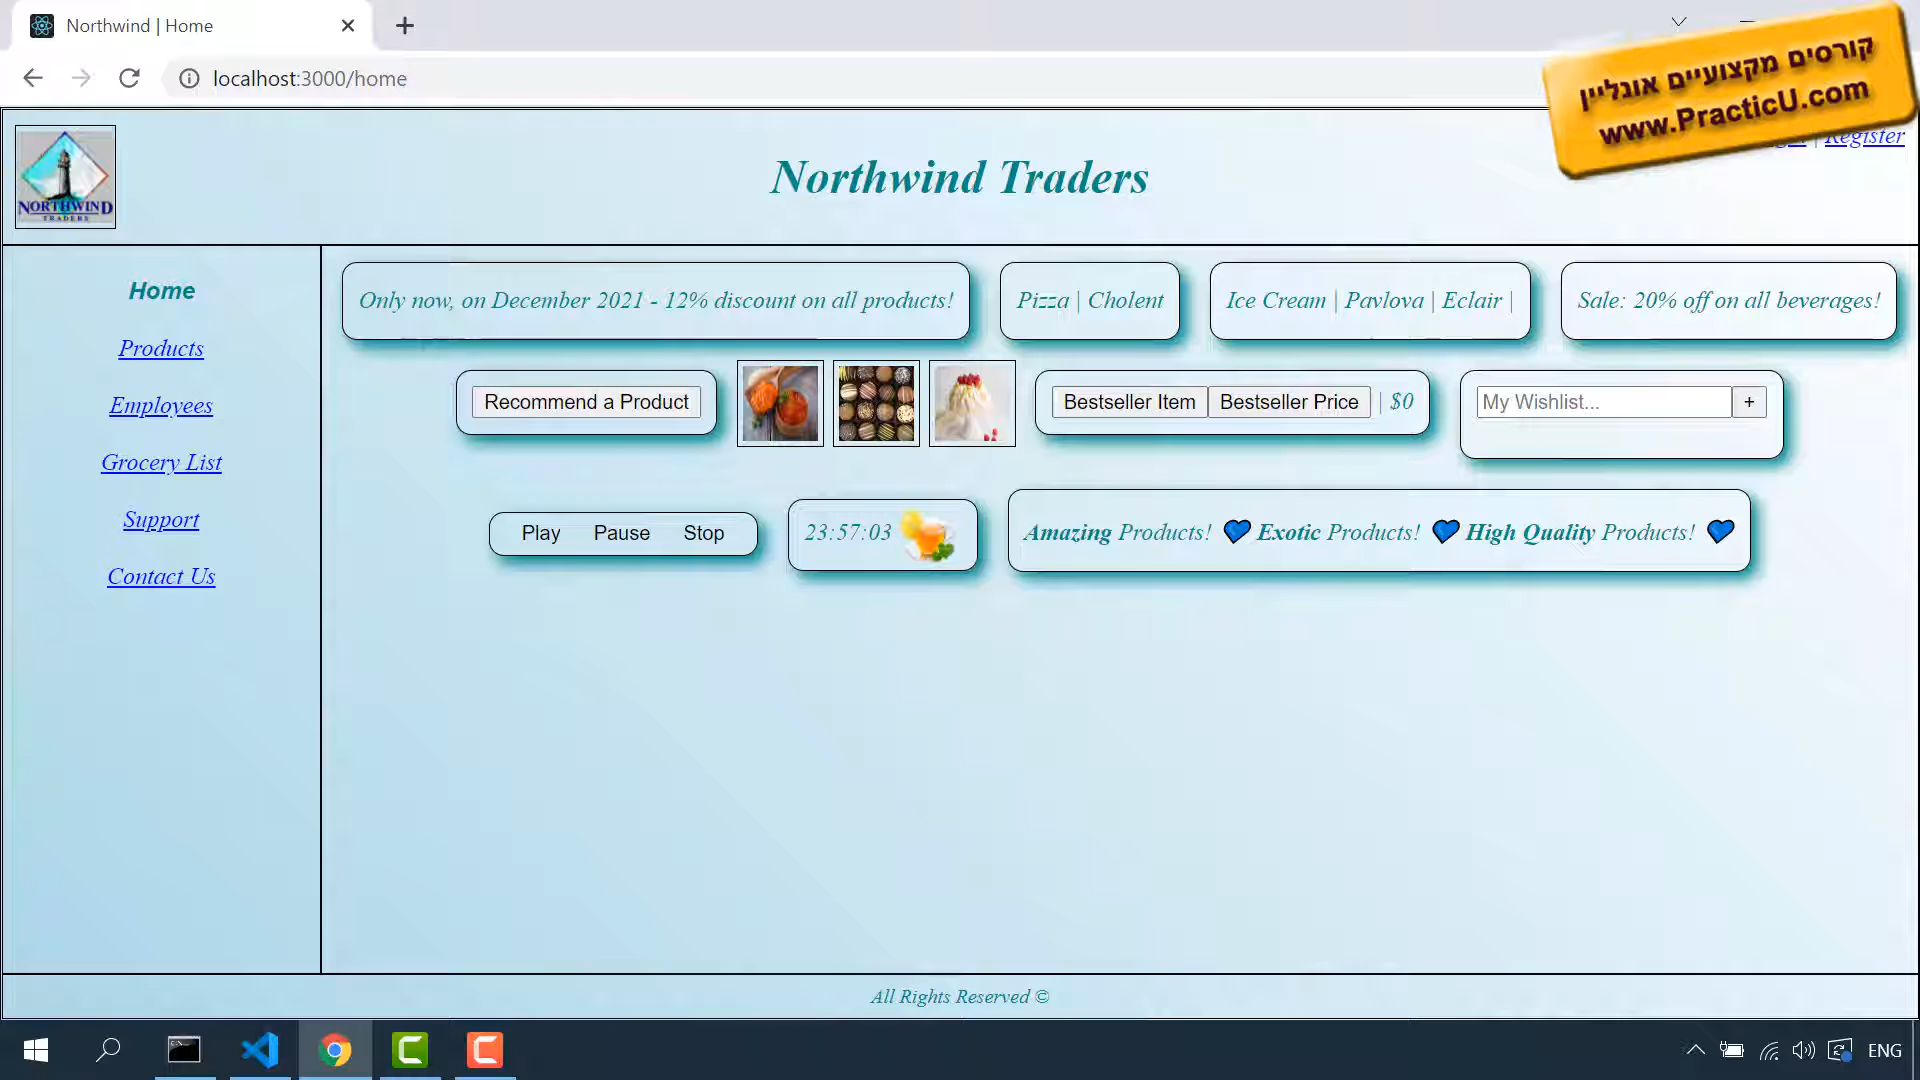 Northwind | Home
localhost:3000/home
קורסים מקצועיים אונליין
www.PracticU.com
NORTHWIND
TRADERS
Northwind Traders
| Register
Home
Products
Employees
Grocery List
Support
Contact Us
Only now, on December 2021 - 12% discount on all products!
Pizza | Cholent
Ice Cream | Pavlova | Eclair |
Sale: 20% off on all beverages!
Recommend a Product
Bestseller Item Bestseller Price | $0
My Wishlist... +
Play Pause Stop
23:57:03
Amazing Products! 💙 Exotic Products! 💙 High Quality Products! 💙
All Rights Reserved ©
ENG